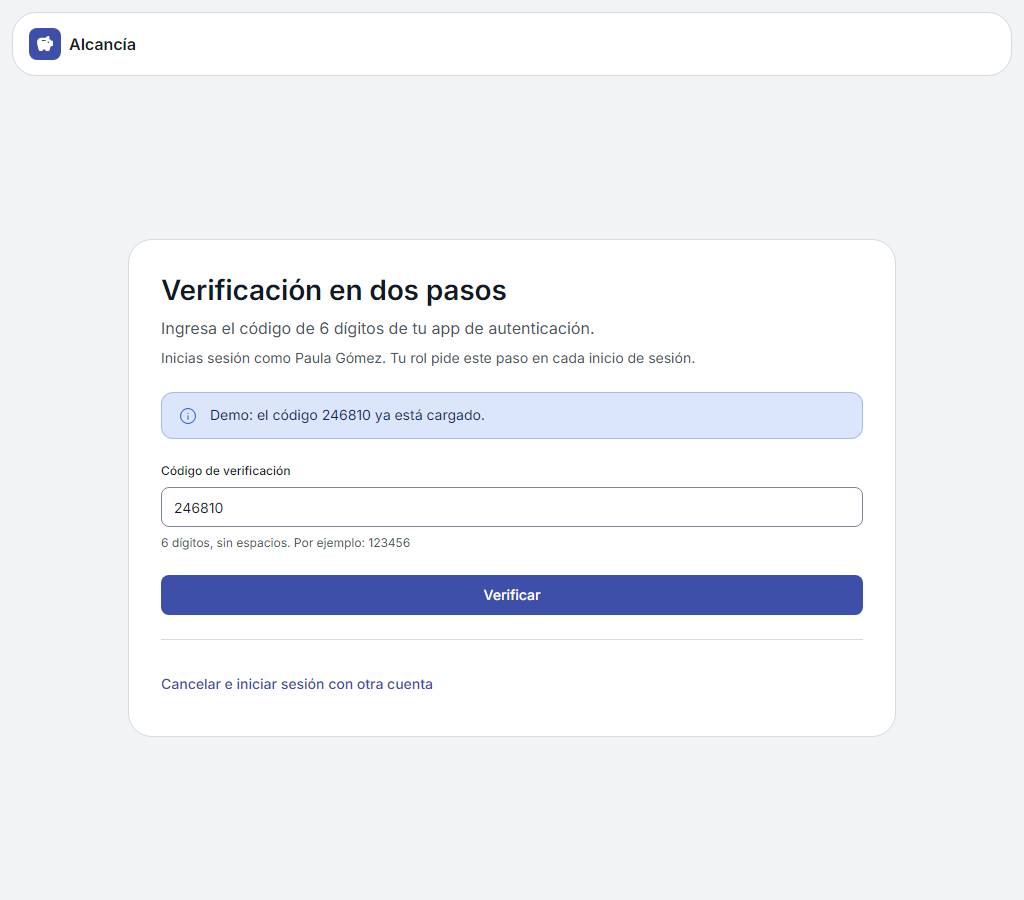 Alcancía
Verificación en dos pasos
Ingresa el código de 6 dígitos de tu app de autenticación.
Inicias sesión como Paula Gómez. Tu rol pide este paso en cada inicio de sesión.
Demo: el código 246810 ya está cargado.
Código de verificación
246810
6 dígitos, sin espacios. Por ejemplo: 123456
Verificar
Cancelar e iniciar sesión con otra cuenta